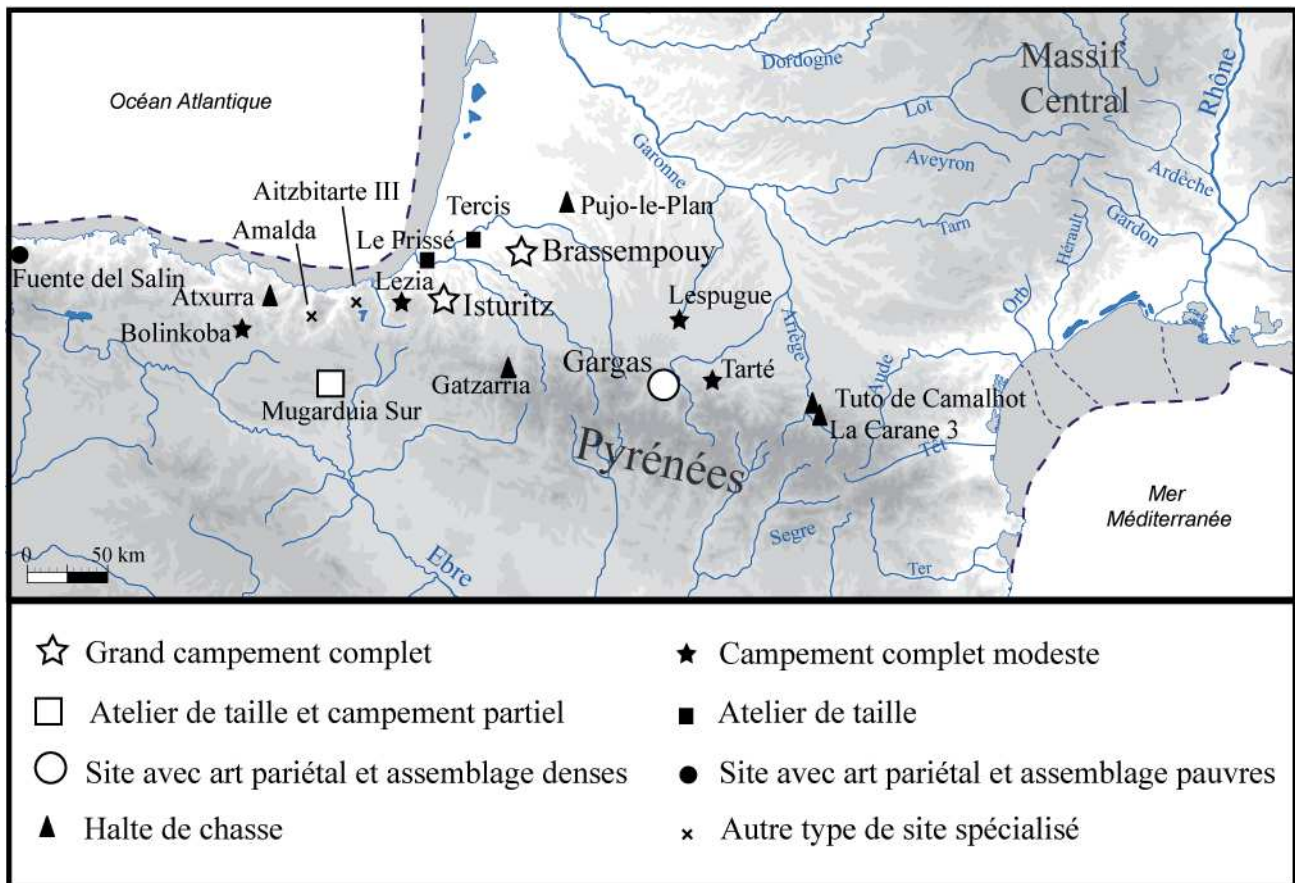 Océan Atlantique
Massif
Central
Dordogne
Lot
Rhône
Garonne
Aveyron
Ardèche
Aitzbitarte III
Amalda
Tercis
Pujo-le-Plan
Tarn
Hérault
Gardon
Le Prissé
Brassempouy
Fuente del Salin
Atxurra
Lezia
Isturitz
Lespugue
Ariège
Orb
Bolinkoba
Gatzarria
Gargas
Tarté
Aude
Mugarduia Sur
Tuto de Camalhot
La Carane 3
Têt
Pyrénées
Mer
Méditerranée
Segre
Ter
Ebre
0 50 km
Grand campement complet
Campement complet modeste
Atelier de taille et campement partiel
Atelier de taille
Site avec art pariétal et assemblage denses
Site avec art pariétal et assemblage pauvres
Halte de chasse
Autre type de site spécialisé